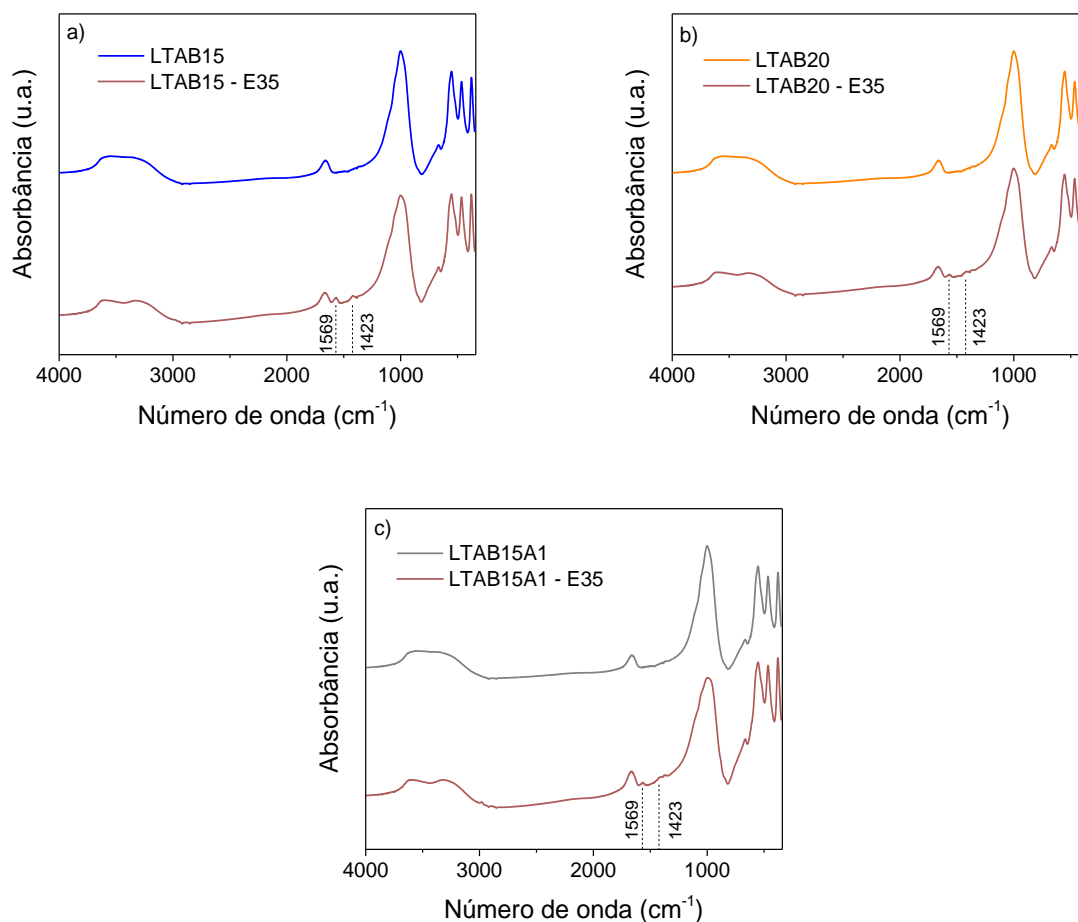 a)
LTAB15
LTAB15 - E35
Absorbância (u.a.)
1569
1423
4000
3000
2000
1000
Número de onda (cm⁻¹)
b)
LTAB20
LTAB20 - E35
Absorbância (u.a.)
1569
1423
4000
3000
2000
1000
Número de onda (cm⁻¹)
c)
LTAB15A1
LTAB15A1 - E35
Absorbância (u.a.)
1569
1423
4000
3000
2000
1000
Número de onda (cm⁻¹)